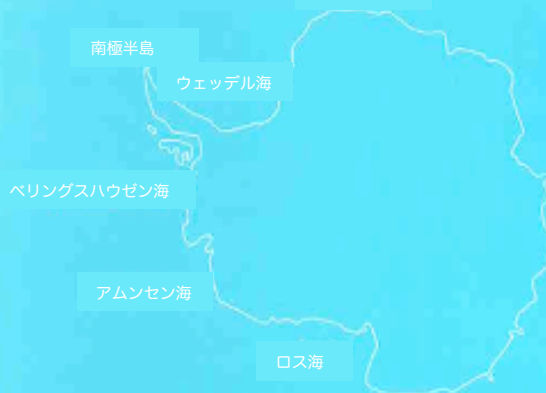 南極半島
ウェッデル海
ベリングスハウゼン海
アムンセン海
ロス海